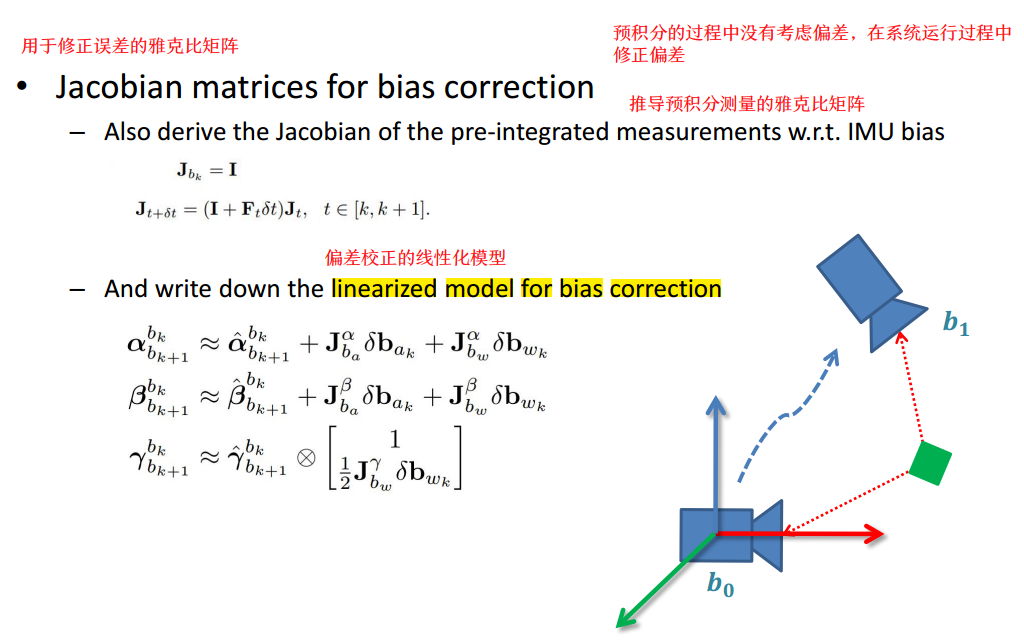 用于修正误差的雅克比矩阵
预积分的过程中没有考虑偏差，在系统运行过程中
修正偏差
• Jacobian matrices for bias correction
推导预积分测量的雅克比矩阵
– Also derive the Jacobian of the pre-integrated measurements w.r.t. IMU bias
$\mathbf{J}_{b_k} = \mathbf{I}$
$\mathbf{J}_{t+\delta t} = (\mathbf{I} + \mathbf{F}_t \delta t)\mathbf{J}_t, \quad t \in [k, k+1].$
偏差校正的线性化模型
– And write down the linearized model for bias correction
$\boldsymbol{\alpha}^{b_k}_{b_{k+1}} \approx \hat{\boldsymbol{\alpha}}^{b_k}_{b_{k+1}} + \mathbf{J}^{\alpha}_{b_a} \delta \mathbf{b}_{a_k} + \mathbf{J}^{\alpha}_{b_w} \delta \mathbf{b}_{w_k}$
$\boldsymbol{\beta}^{b_k}_{b_{k+1}} \approx \hat{\boldsymbol{\beta}}^{b_k}_{b_{k+1}} + \mathbf{J}^{\beta}_{b_a} \delta \mathbf{b}_{a_k} + \mathbf{J}^{\beta}_{b_w} \delta \mathbf{b}_{w_k}$
$\boldsymbol{\gamma}^{b_k}_{b_{k+1}} \approx \hat{\boldsymbol{\gamma}}^{b_k}_{b_{k+1}} \otimes \begin{bmatrix} 1 \\ \frac{1}{2}\mathbf{J}^{\gamma}_{b_w} \delta \mathbf{b}_{w_k} \end{bmatrix}$
$b_1$
$b_0$